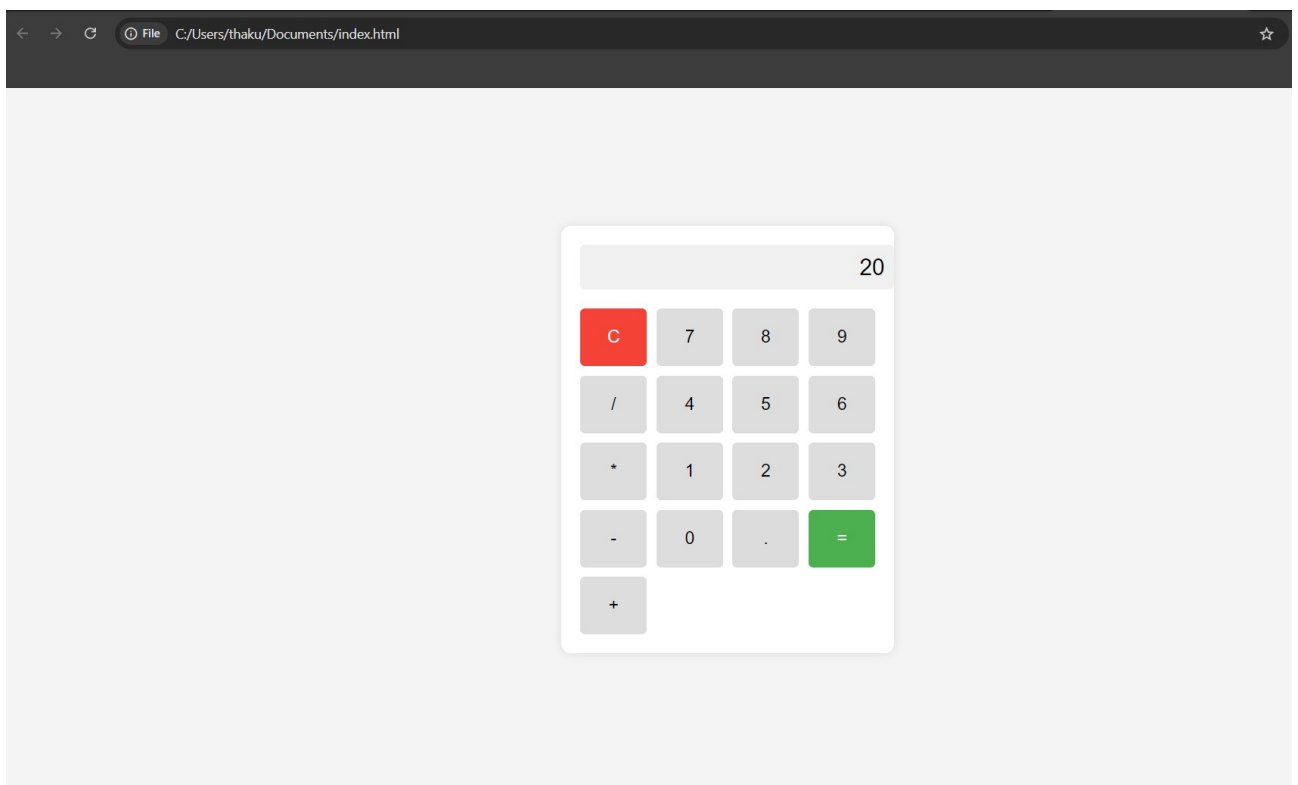 File C:/Users/thaku/Documents/index.html
20
C 7 8 9
/ 4 5 6
* 1 2 3
- 0 . =
+